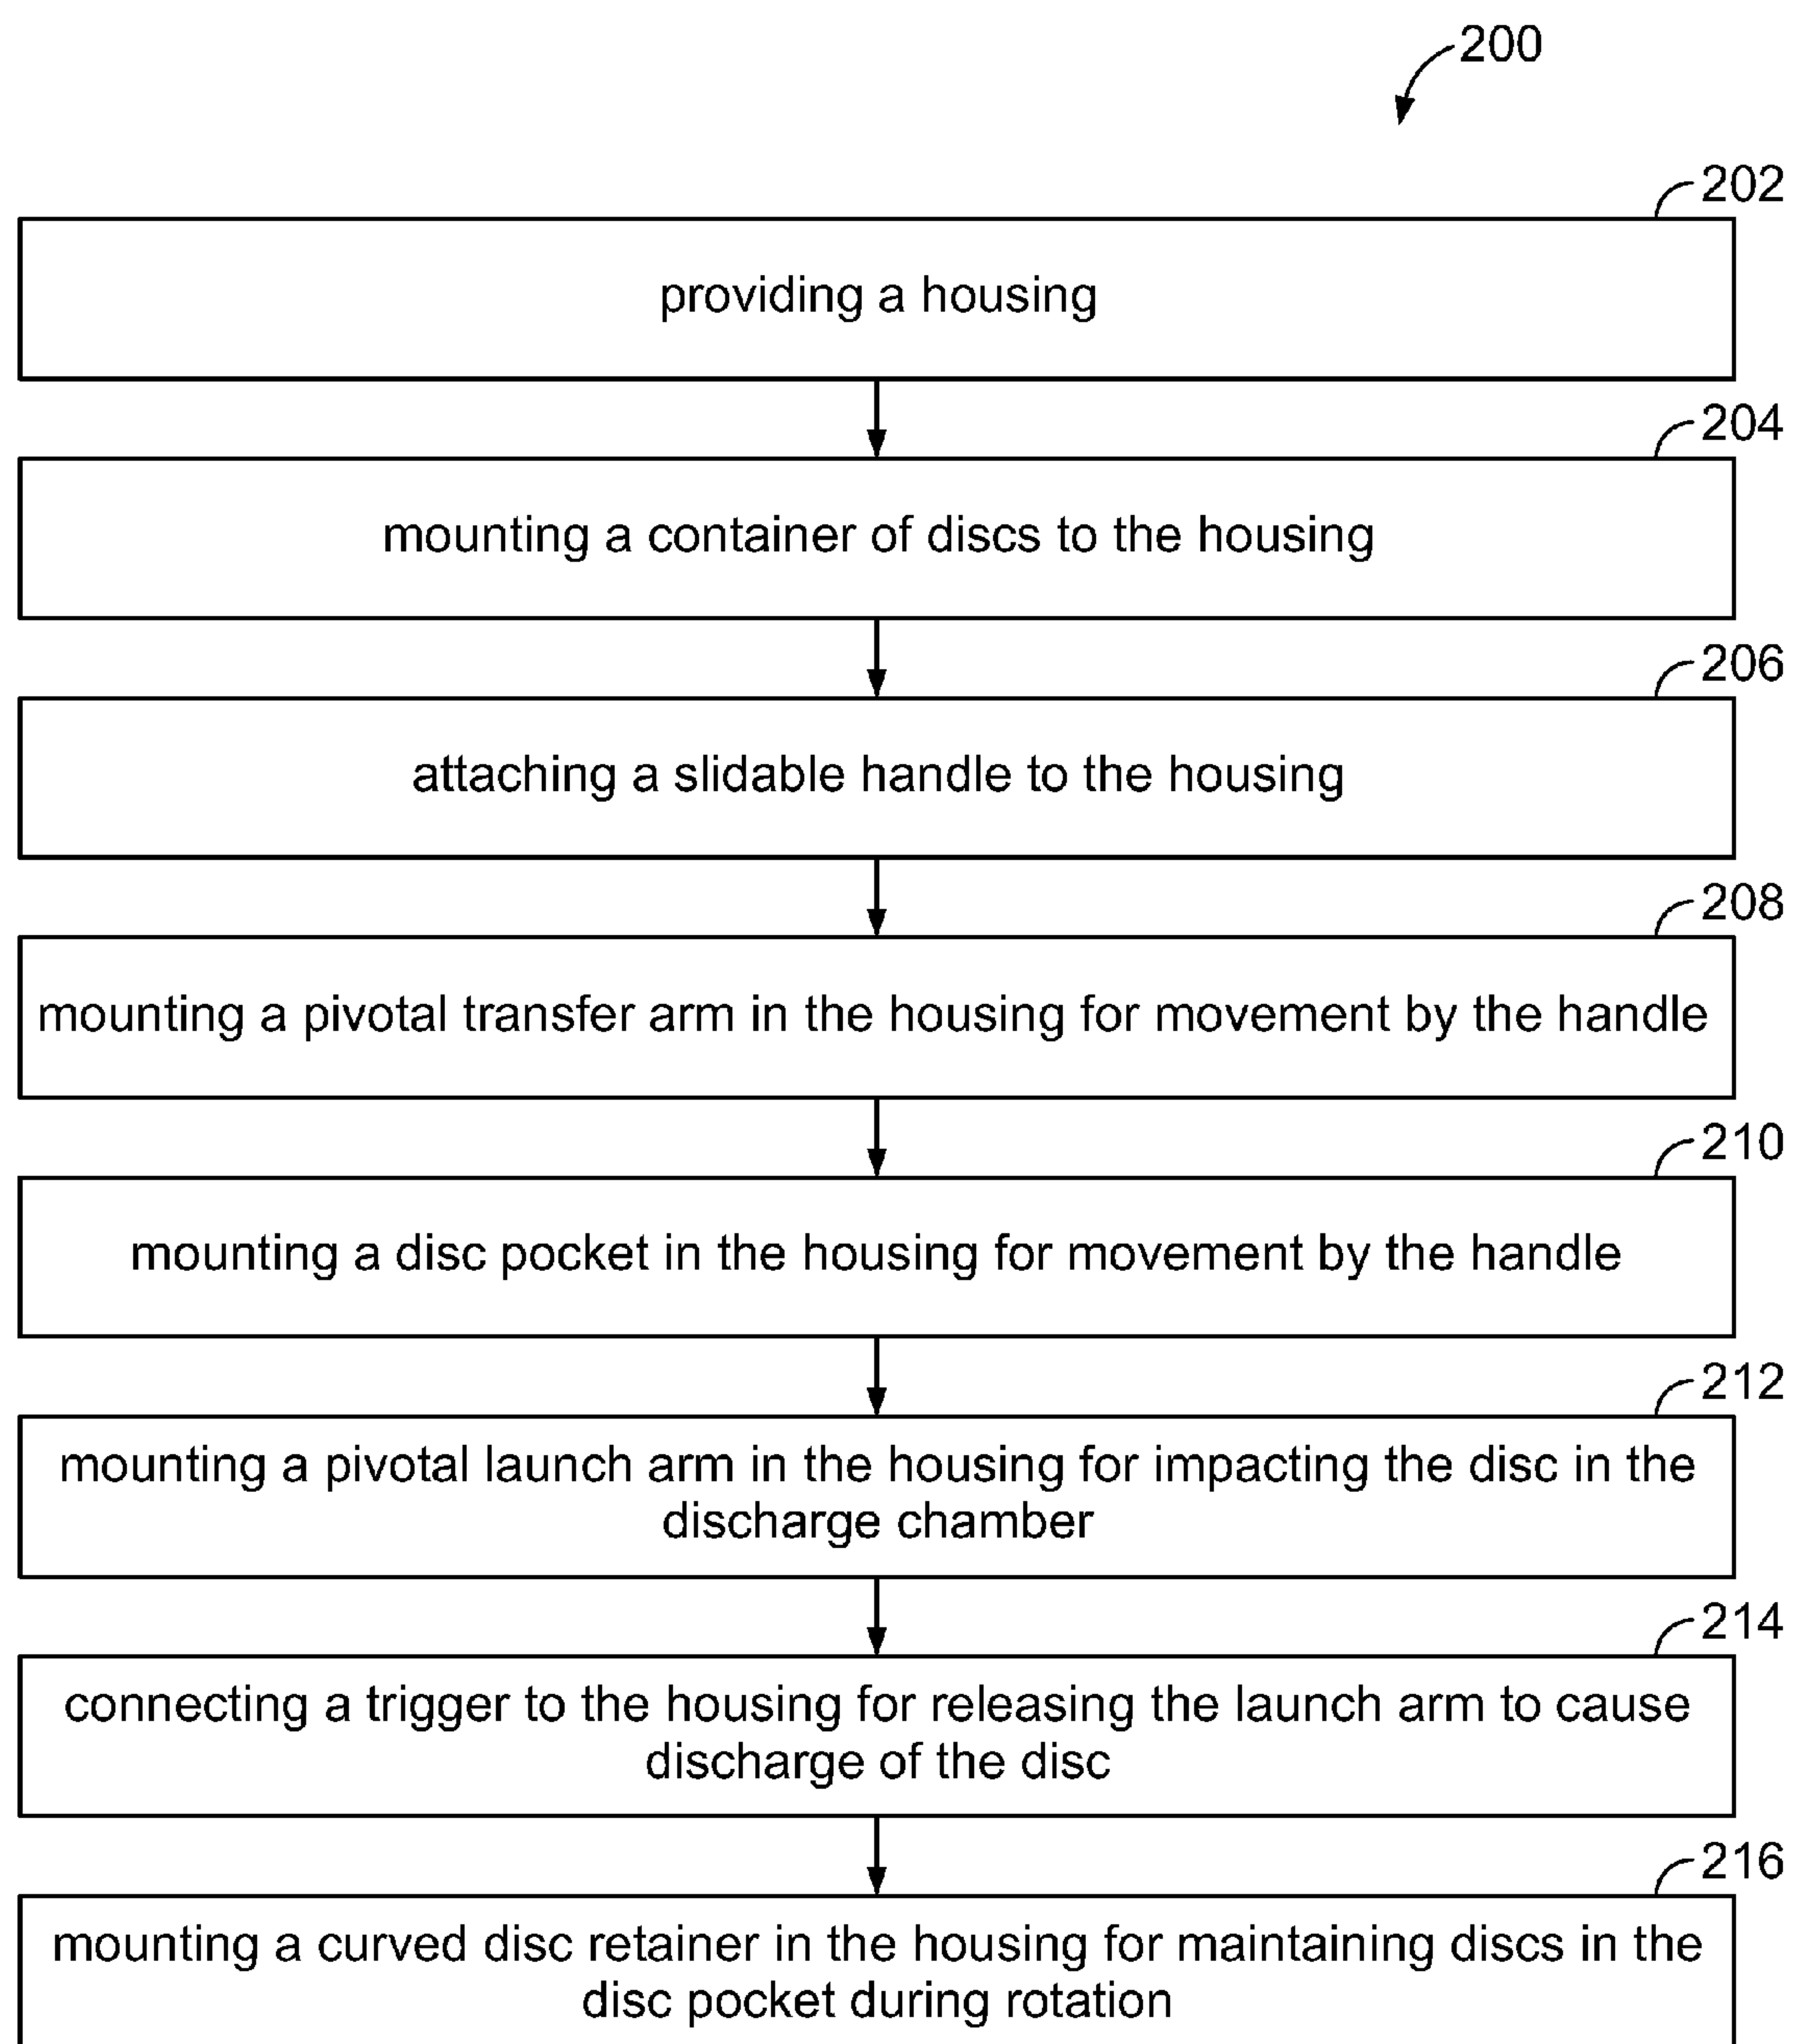 200
202
providing a housing
204
mounting a container of discs to the housing
206
attaching a slidable handle to the housing
208
mounting a pivotal transfer arm in the housing for movement by the handle
210
mounting a disc pocket in the housing for movement by the handle
212
mounting a pivotal launch arm in the housing for impacting the disc in the
discharge chamber
214
connecting a trigger to the housing for releasing the launch arm to cause
discharge of the disc
216
mounting a curved disc retainer in the housing for maintaining discs in the
disc pocket during rotation